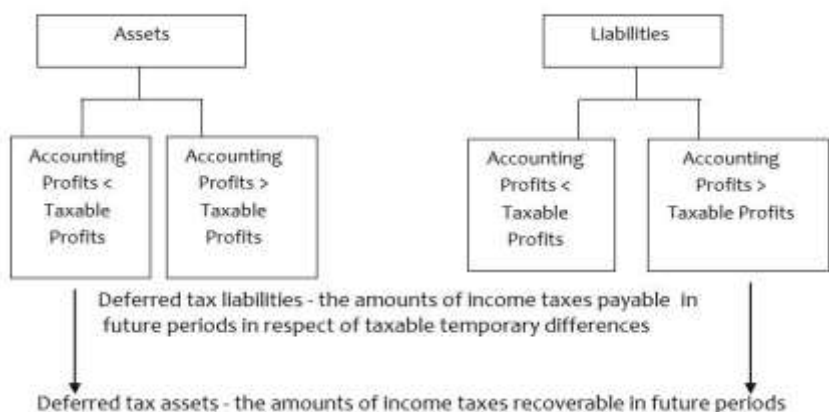 Assets
Liabilities
Accounting
Profits <
Taxable
Profits
Accounting
Profits >
Taxable
Profits
Accounting
Profits <
Taxable
Profits
Accounting
Profits >
Taxable Profits
Deferred tax liabilities - the amounts of income taxes payable in
future periods in respect of taxable temporary differences
Deferred tax assets - the amounts of income taxes recoverable in future periods